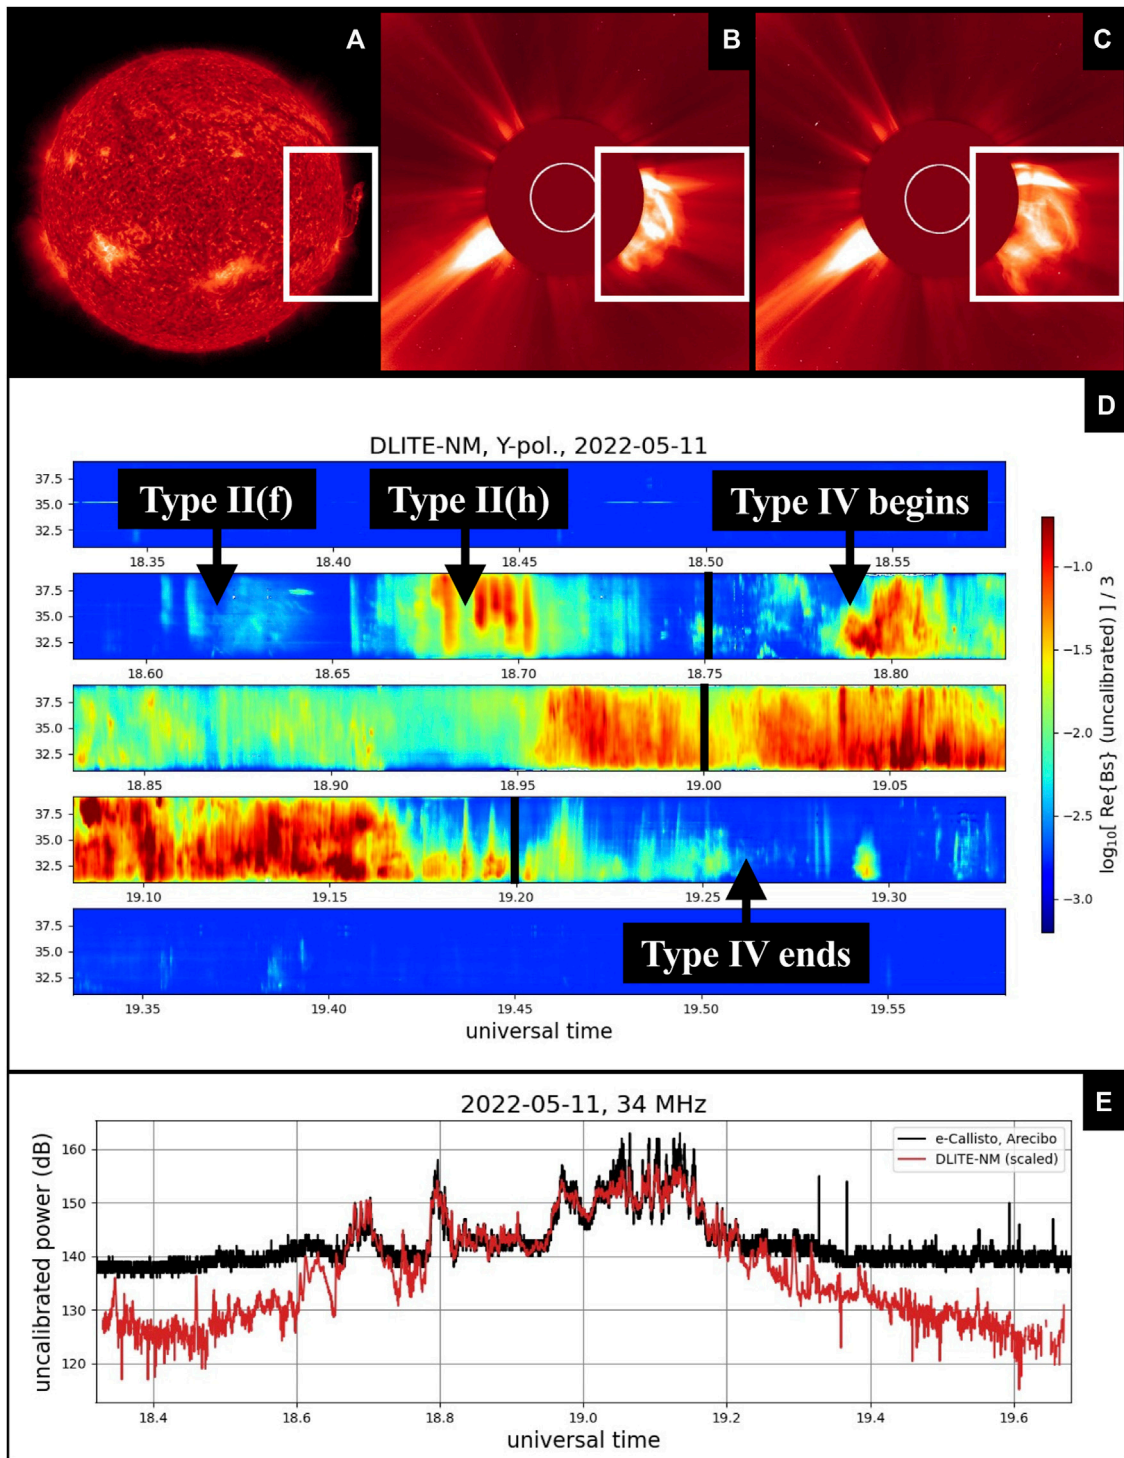 A
B
C
D
DLITE-NM, Y-pol., 2022-05-11
37.5
35.0
32.5
Type II(f)
Type II(h)
Type IV begins
18.35 18.40 18.45 18.50 18.55
37.5
35.0
32.5
18.60 18.65 18.70 18.75 18.80
37.5
35.0
32.5
18.85 18.90 18.95 19.00 19.05
37.5
35.0
32.5
19.10 19.15 19.20 19.25 19.30
37.5
35.0
32.5
Type IV ends
19.35 19.40 19.45 19.50 19.55
universal time
−1.0
−1.5
−2.0
−2.5
−3.0
log₁₀[ Re{Bs} (uncalibrated) ] / 3
E
2022-05-11, 34 MHz
uncalibrated power (dB)
160
150
140
130
120
e-Callisto, Arecibo
DLITE-NM (scaled)
18.4 18.6 18.8 19.0 19.2 19.4 19.6
universal time